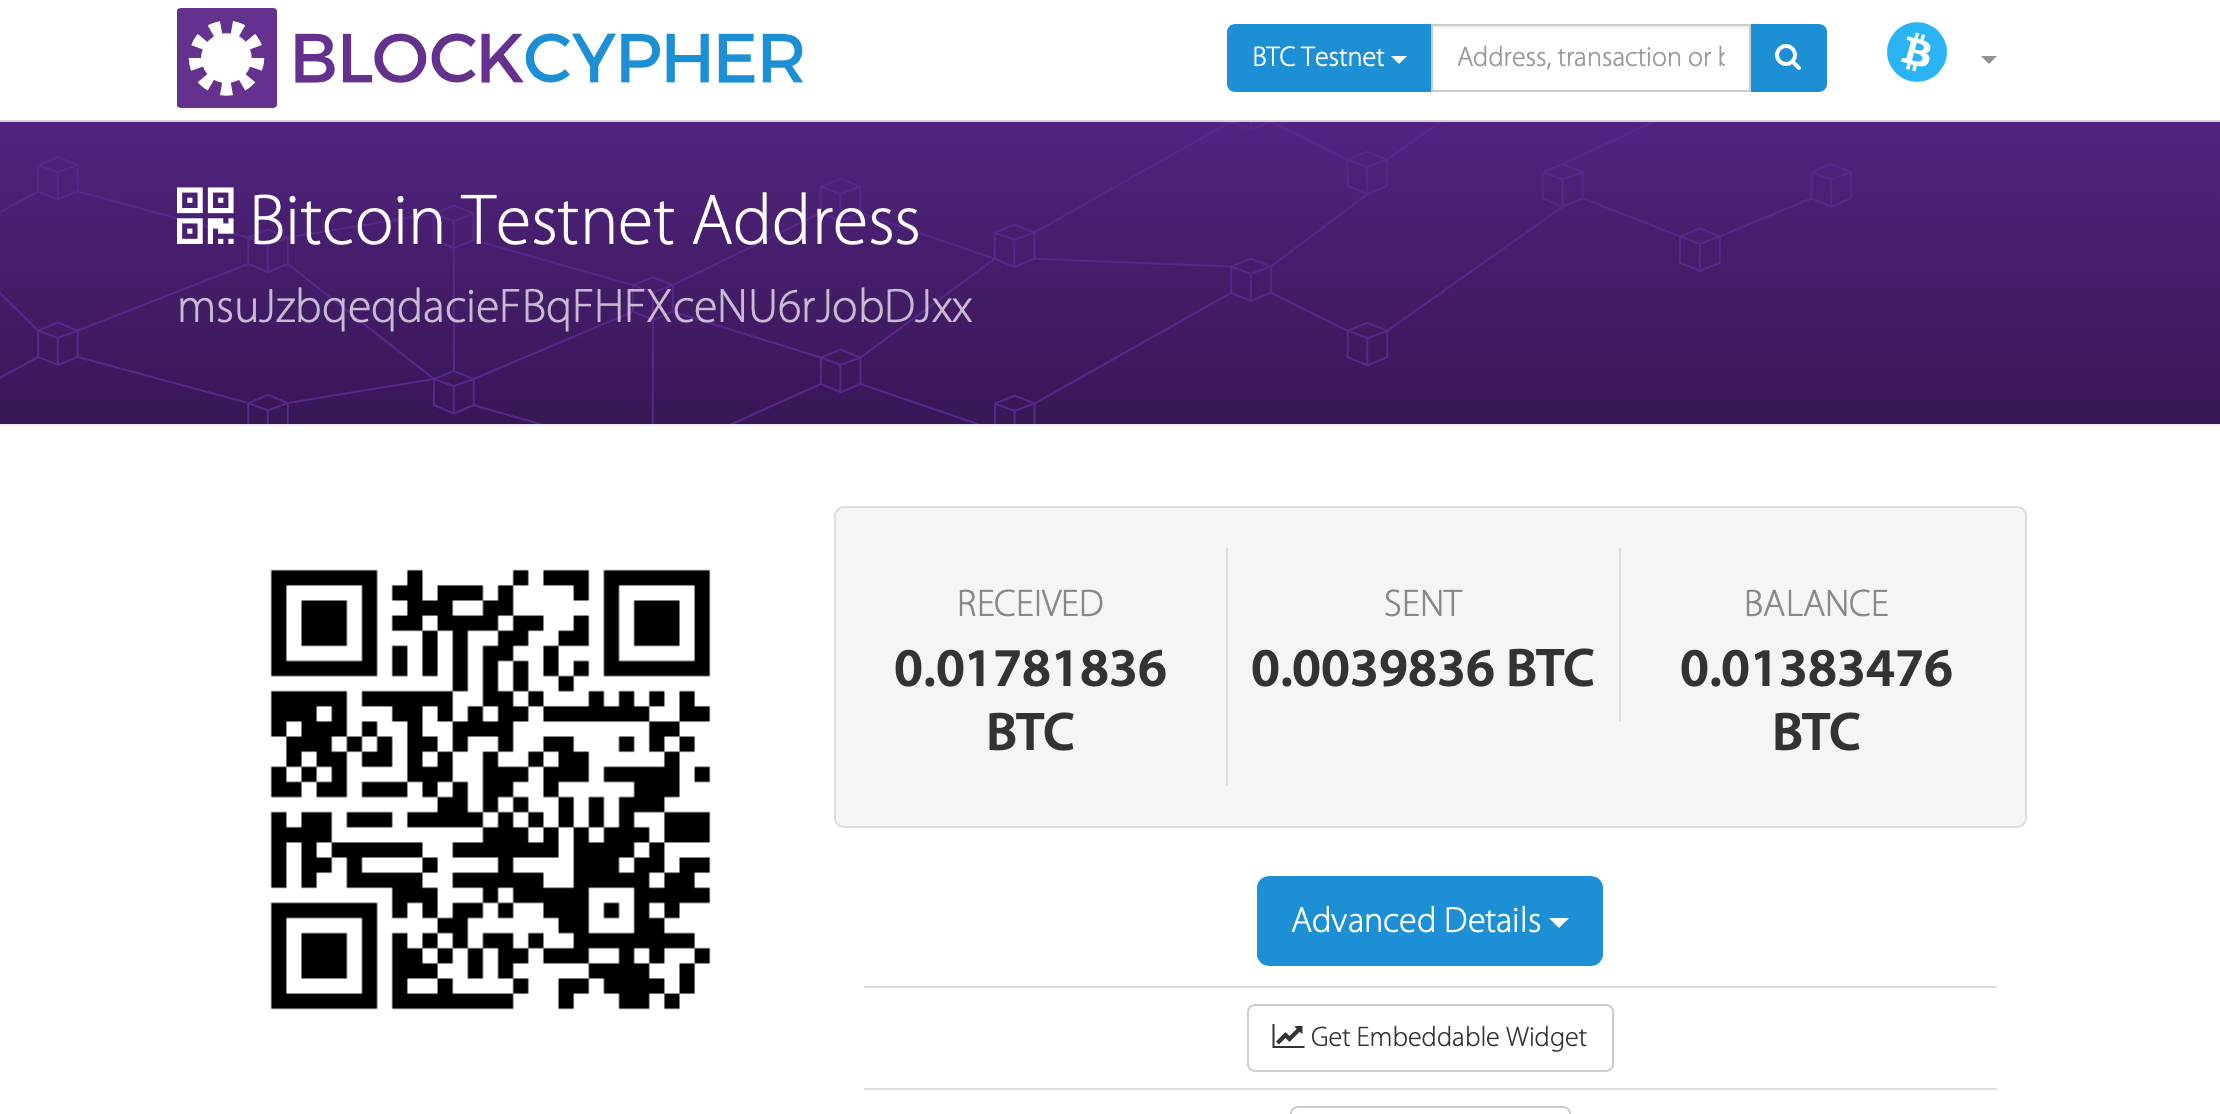 BLOCKCYPHER
BTC Testnet
Address, transaction or b
Bitcoin Testnet Address
msuJzbqeqdacieFBqFHFXceNU6rJobDJxx
RECEIVED
0.01781836
BTC
SENT
0.0039836 BTC
BALANCE
0.01383476
BTC
Advanced Details
Get Embeddable Widget